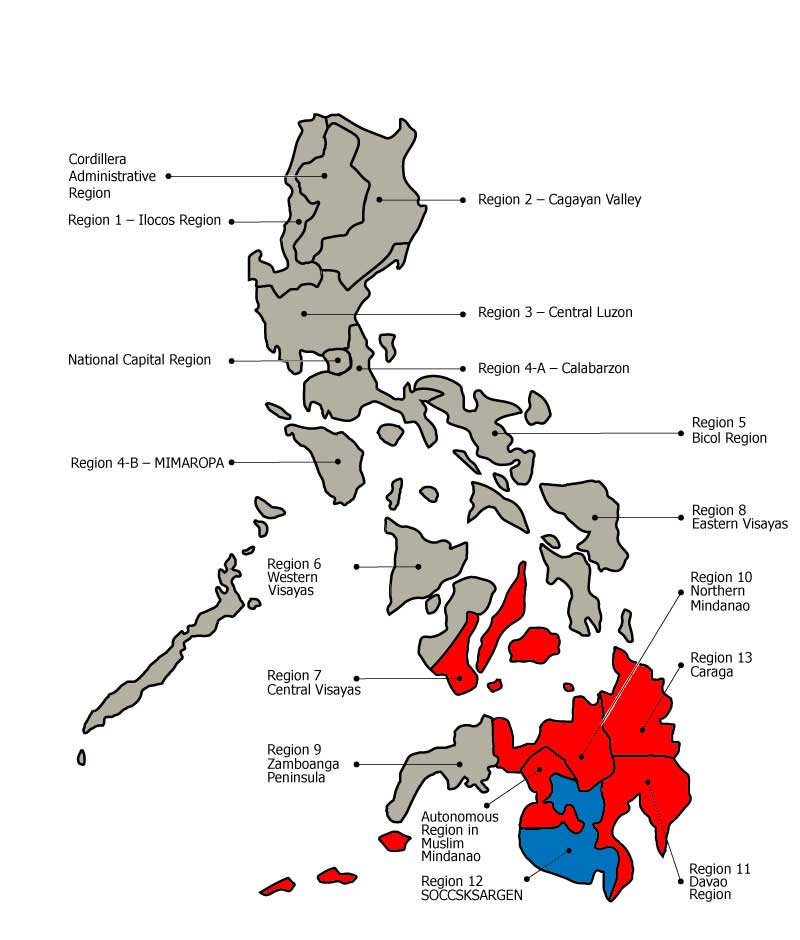 Cordillera
Administrative
Region
Region 1 – Ilocos Region
Region 2 – Cagayan Valley
Region 3 – Central Luzon
National Capital Region
Region 4-A – Calabarzon
Region 5
Bicol Region
Region 4-B – MIMAROPA
Region 8
Eastern Visayas
Region 6
Western
Visayas
Region 10
Northern
Mindanao
Region 13
Caraga
Region 7
Central Visayas
Region 9
Zamboanga
Peninsula
Autonomous
Region in
Muslim
Mindanao
Region 12
SOCCSKSARGEN
Region 11
Davao
Region